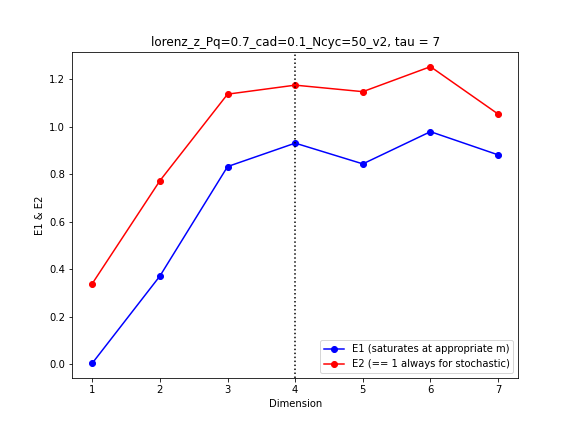 lorenz_z_Pq=0.7_cad=0.1_Ncyc=50_v2, tau = 7
E1 & E2
1.2
1.0
0.8
0.6
0.4
0.2
0.0
E1 (saturates at appropriate m)
E2 (== 1 always for stochastic)
1 2 3 4 5 6 7
Dimension